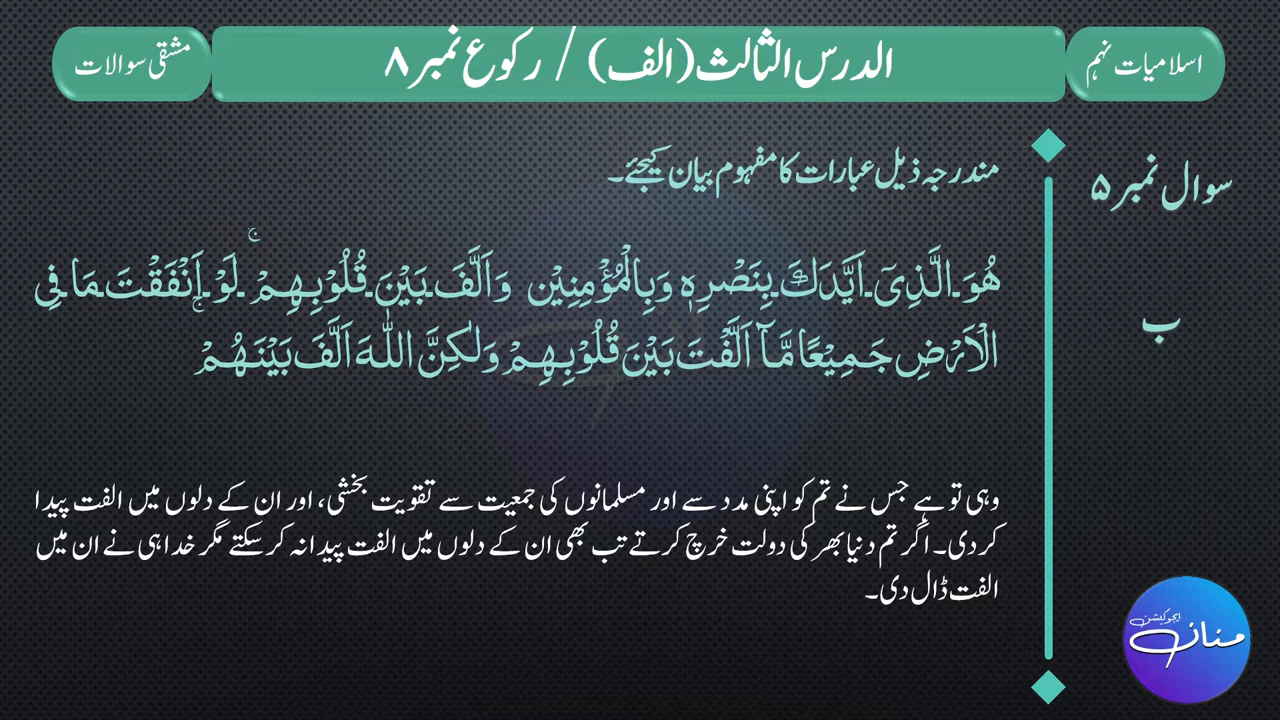 اسلامیات نہم
الدرس الثالث (الف) / رکوع نمبر ۸
مشقی سوالات
سوال نمبر ۵
مندرجہ ذیل عبارات کا مفہوم بیان کیجئے۔
ب
هُوَ الَّذِیْۤ اَیَّدَكَ بِنَصْرِهٖ وَبِالْمُؤْمِنِیْن وَاَلَّفَ بَیْنَ قُلُوْبِهِمْ ۚ لَوْ اَنْفَقْتَ مَا فِی
الْاَرْضِ جَمِیْعًا مَّاۤ اَلَّفْتَ بَیْنَ قُلُوْبِهِمْ وَلٰكِنَّ اللّٰهَ اَلَّفَ بَیْنَهُمْ ۚ
وہی تو ہے جس نے تم کو اپنی مدد سے اور مسلمانوں کی جمعیت سے تقویت بخشی، اور ان کے دلوں میں الفت پیدا
کر دی۔ اگر تم دنیا بھر کی دولت خرچ کرتے تب بھی ان کے دلوں میں الفت پیدا نہ کر سکتے مگر خدا ہی نے ان میں
الفت ڈال دی۔
ایجوکیشن
منانے